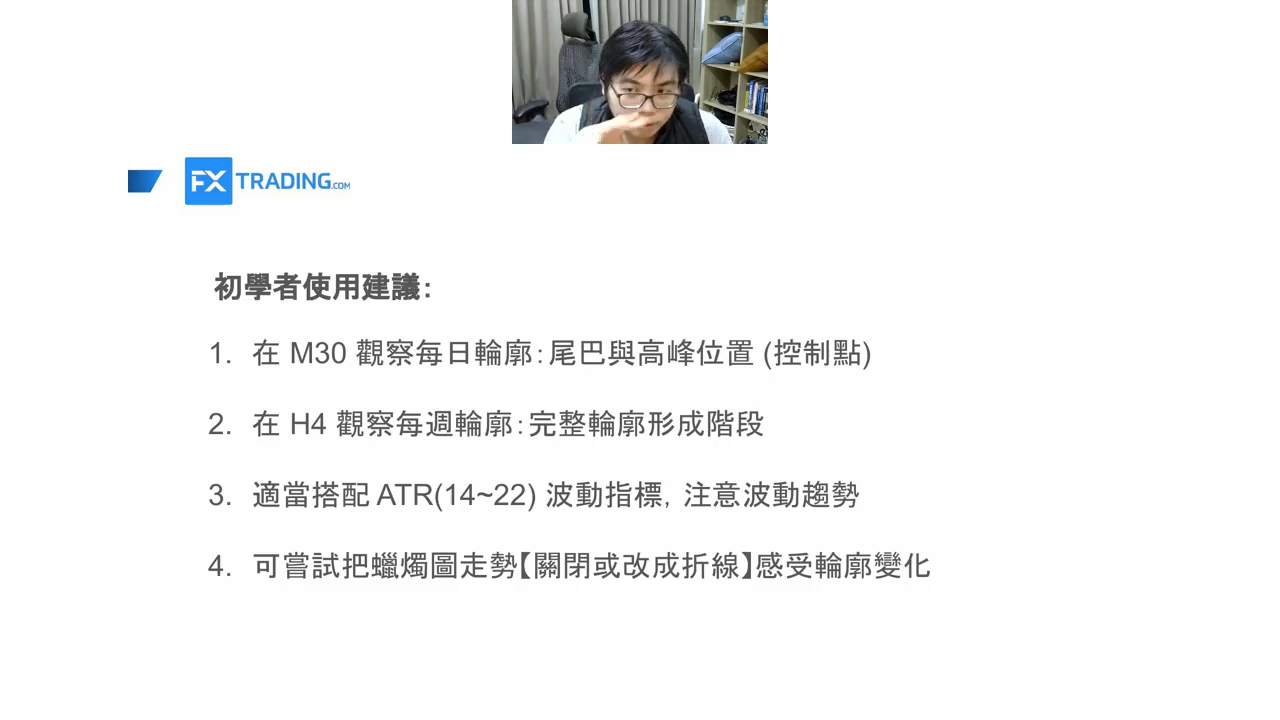 FX TRADING.COM
初學者使用建議：
1. 在 M30 觀察每日輪廓：尾巴與高峰位置 (控制點)
2. 在 H4 觀察每週輪廓：完整輪廓形成階段
3. 適當搭配 ATR(14~22) 波動指標，注意波動趨勢
4. 可嘗試把蠟燭圖走勢【關閉或改成折線】感受輪廓變化